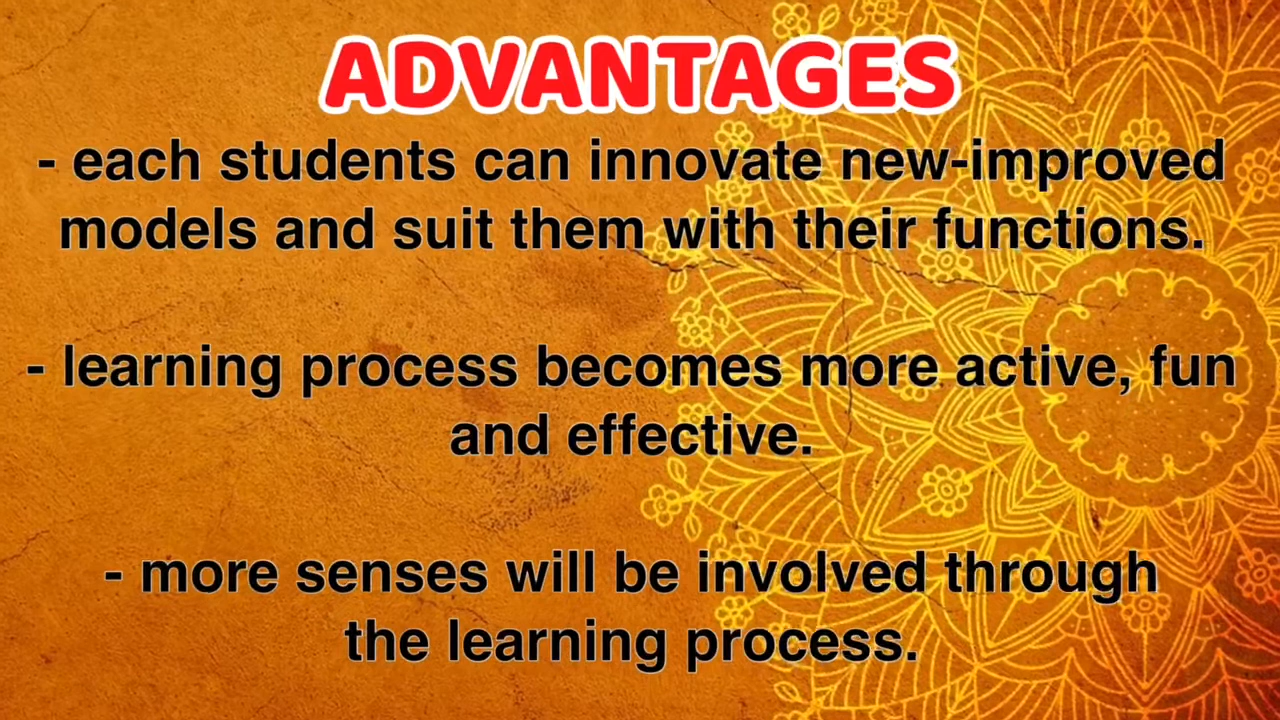 ADVANTAGES
- each students can innovate new-improved
models and suit them with their functions.
- learning process becomes more active, fun
and effective.
- more senses will be involved through
the learning process.